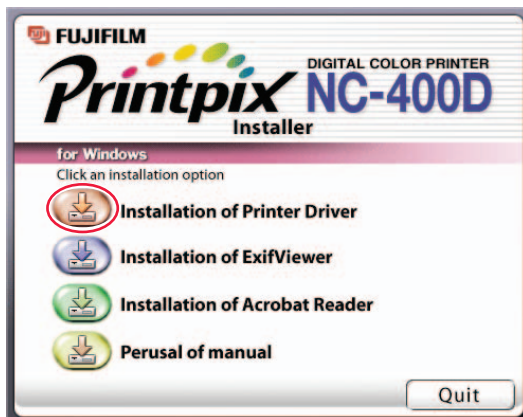 FUJIFILM
DIGITAL COLOR PRINTER
Printpix NC-400D
Installer
for Windows
Click an installation option
Installation of Printer Driver
Installation of ExifViewer
Installation of Acrobat Reader
Perusal of manual
Quit